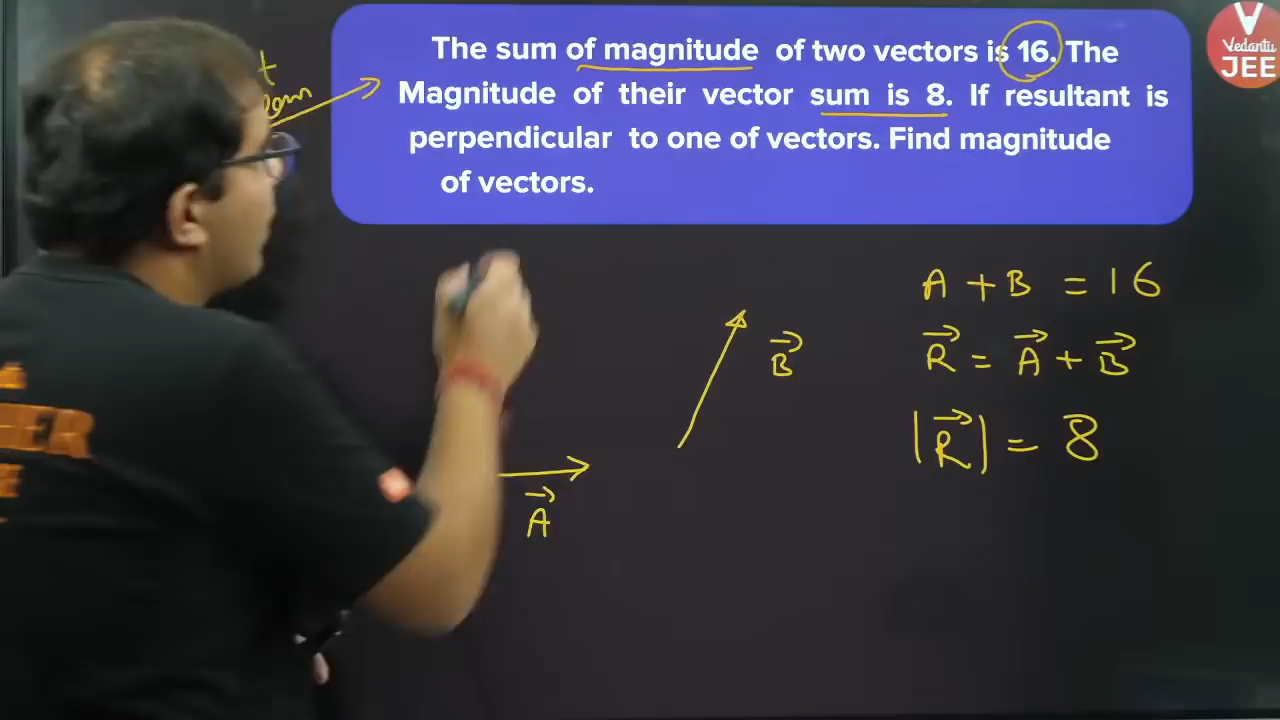 The sum of magnitude of two vectors is 16. The
Magnitude of their vector sum is 8. If resultant is
perpendicular to one of vectors. Find magnitude
of vectors.
Vedantu
JEE
A + B = 16
R⃗ = A⃗ + B⃗
|R⃗| = 8
B⃗
A⃗